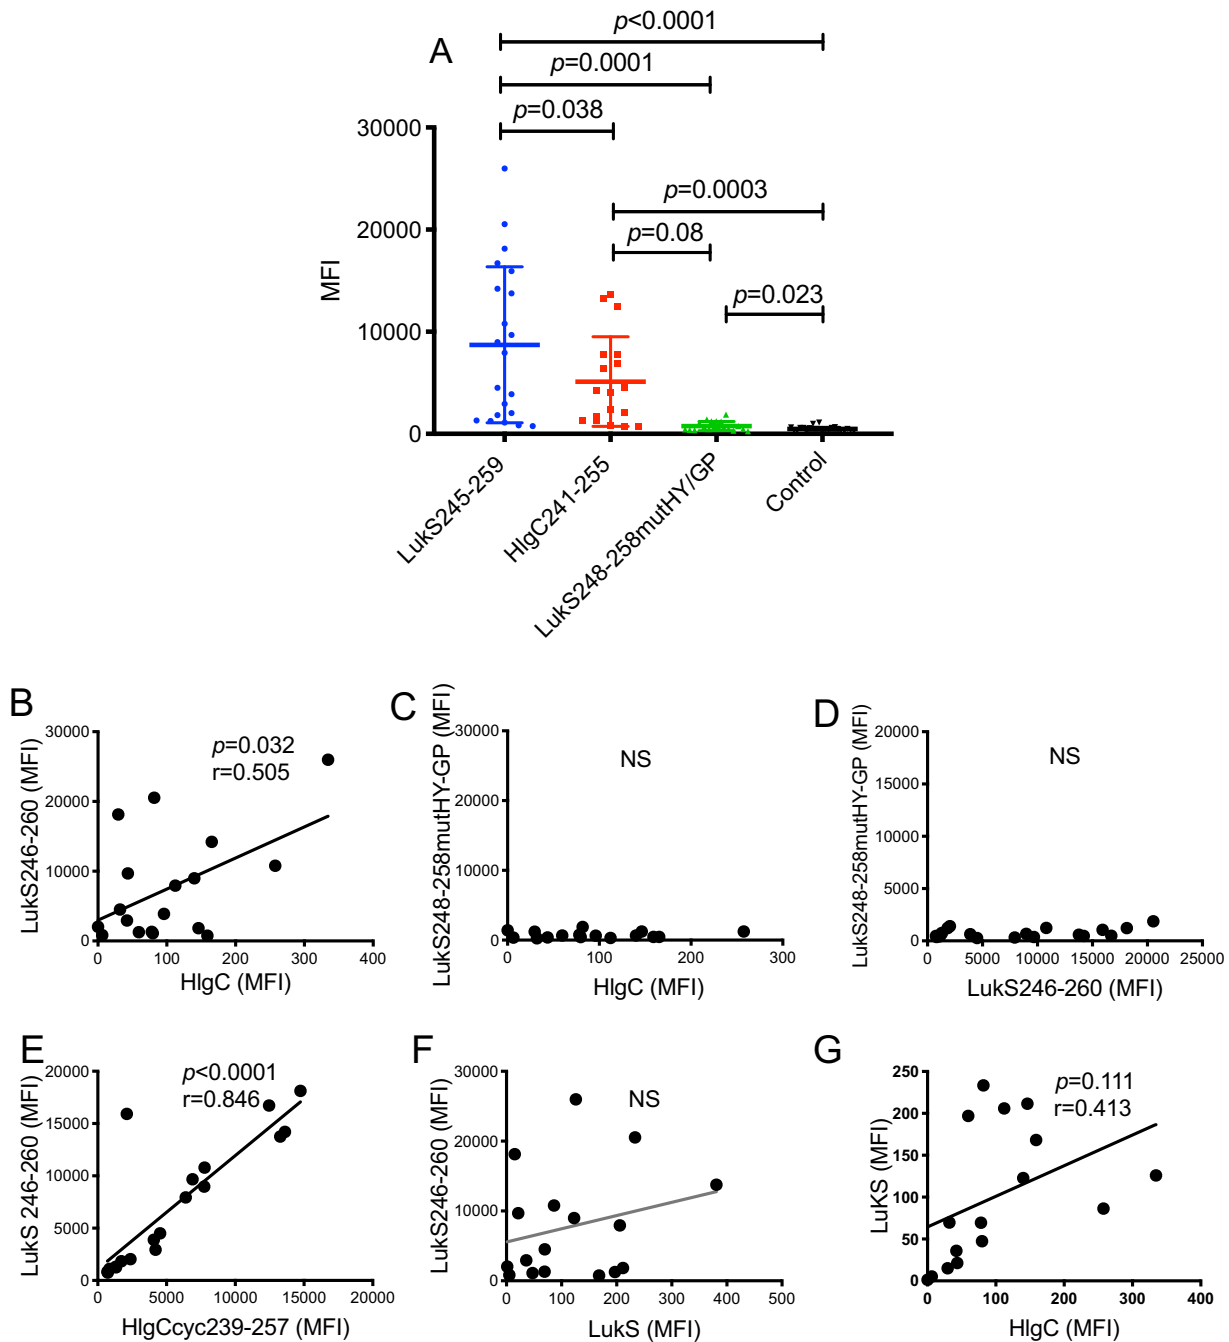 A
p<0.0001
p=0.0001
p=0.038
p=0.0003
p=0.08
p=0.023
MFI
30000
20000
10000
0
LukS245-259
HlgC241-255
LukS248-258mutHY/GP
Control
B
LukS246-260 (MFI)
30000
20000
10000
0
p=0.032
r=0.505
0 100 200 300 400
HlgC (MFI)
C
LukS248-258mutHY-GP (MFI)
30000
20000
10000
0
NS
0 100 200 300
HlgC (MFI)
D
LukS248-258mutHY-GP (MFI)
20000
15000
10000
5000
0
NS
0 5000 10000 15000 20000 25000
LukS246-260 (MFI)
E
LukS 246-260 (MFI)
20000
15000
10000
5000
0
p<0.0001
r=0.846
0 5000 10000 15000 20000
HlgCcyc239-257 (MFI)
F
LukS246-260 (MFI)
30000
20000
10000
0
NS
0 100 200 300 400 500
LukS (MFI)
G
LuKS (MFI)
250
200
150
100
50
0
p=0.111
r=0.413
0 100 200 300 400
HlgC (MFI)